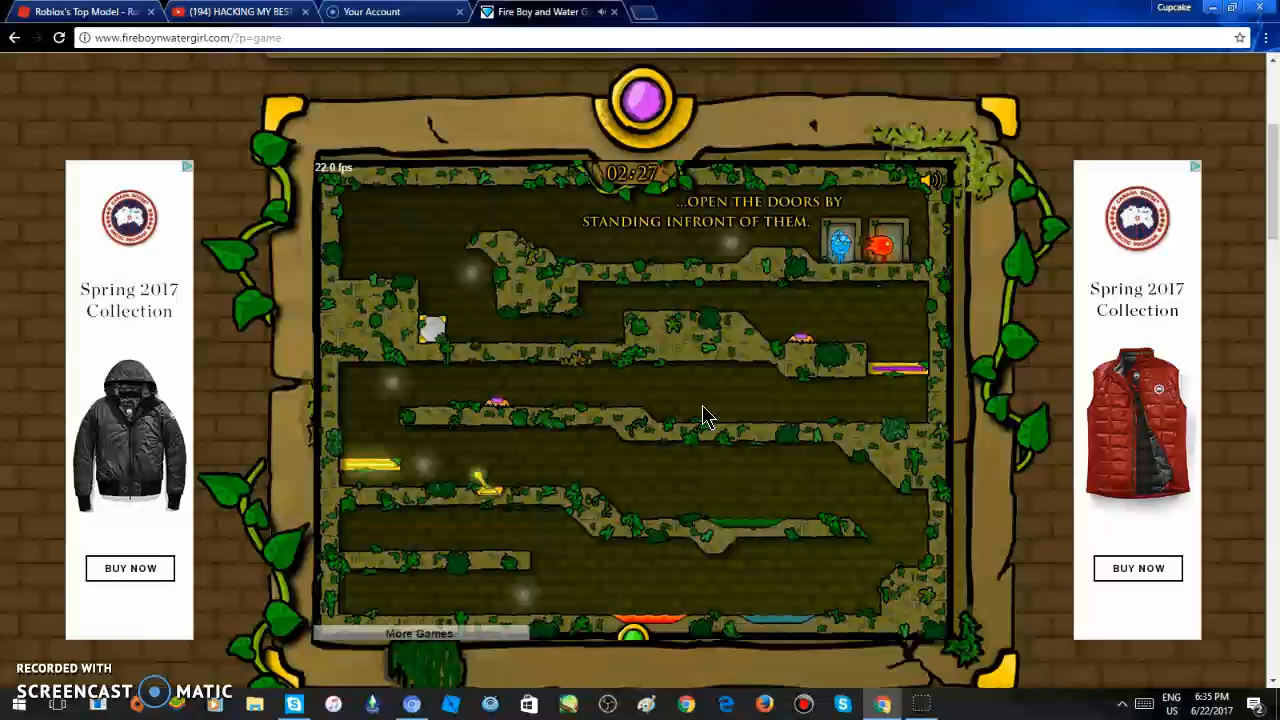 Roblox's Top Model - Ro
(194) HACKING MY BEST
Your Account
Fire Boy and Water G
Cupcake
www.fireboynwatergirl.com/?p=game
22.0 fps
02:27
...OPEN THE DOORS BY
STANDING INFRONT OF THEM.
Spring 2017
Collection
BUY NOW
Spring 2017
Collection
BUY NOW
More Games
RECORDED WITH
SCREENCAST MATIC
ENG
US
6:35 PM
6/22/2017
2